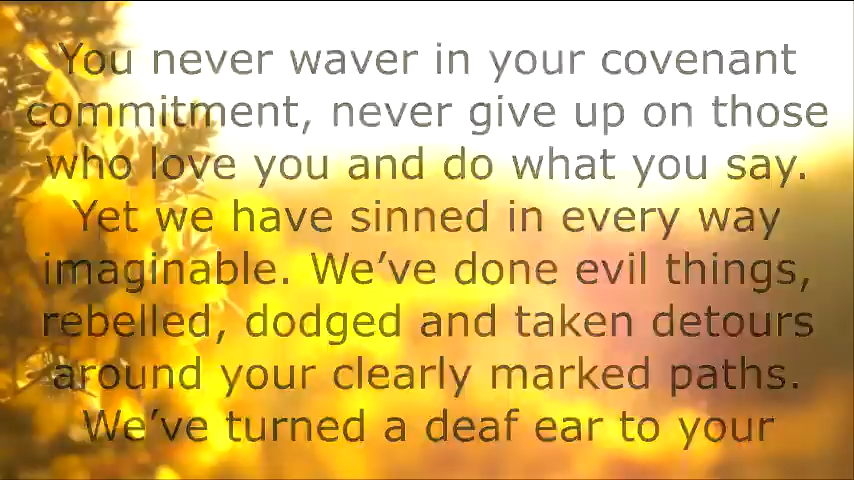 You never waver in your covenant
commitment, never give up on those
who love you and do what you say.
Yet we have sinned in every way
imaginable. We’ve done evil things,
rebelled, dodged and taken detours
around your clearly marked paths.
We’ve turned a deaf ear to your